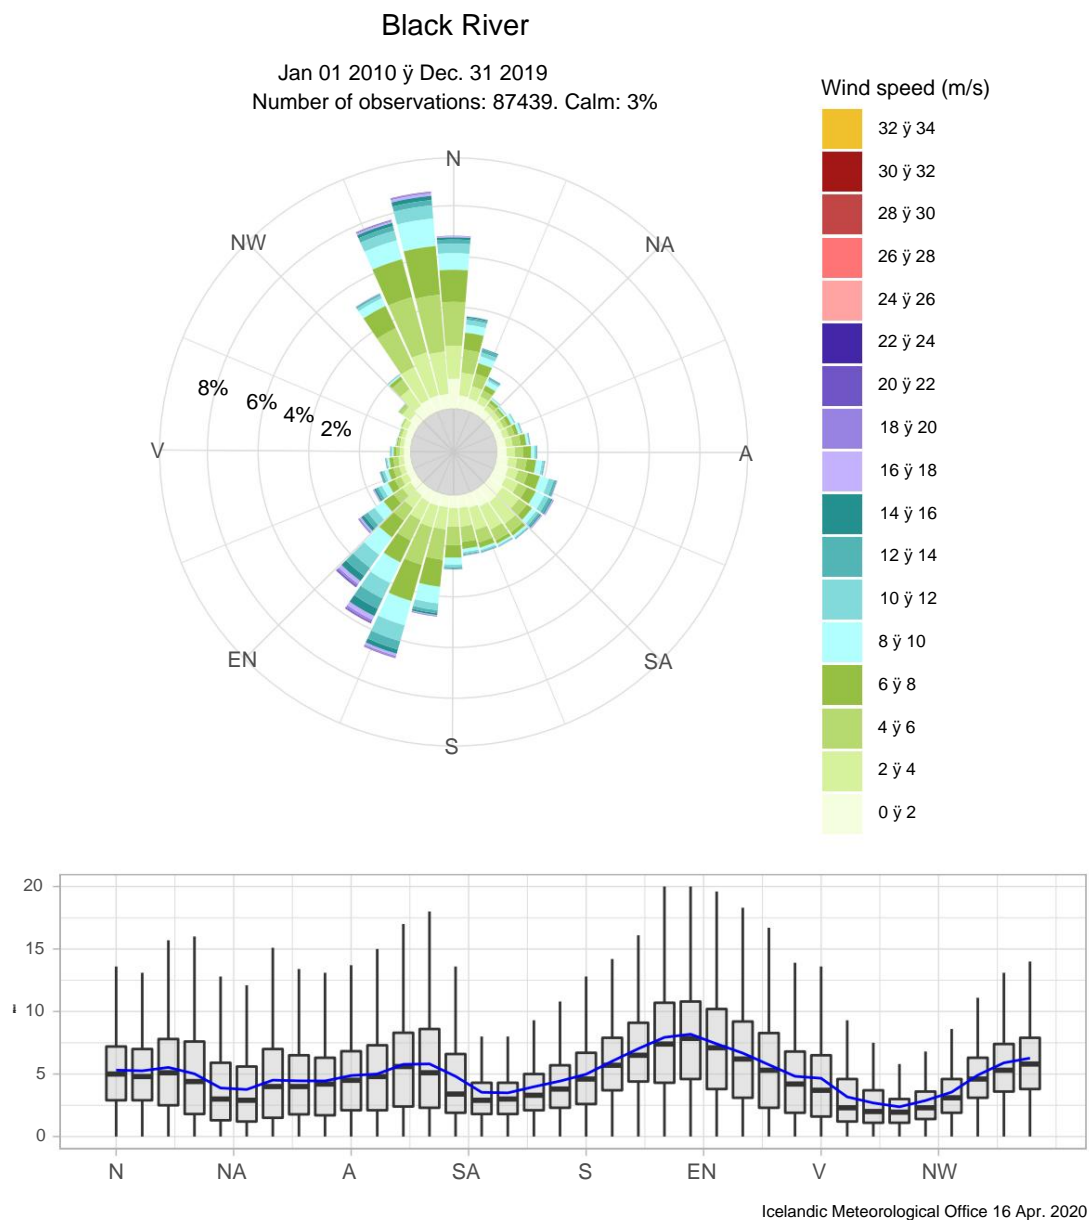 Black River
Jan 01 2010 ÿ Dec. 31 2019
Number of observations: 87439. Calm: 3%
Wind speed (m/s)
32 ÿ 34
30 ÿ 32
28 ÿ 30
26 ÿ 28
24 ÿ 26
22 ÿ 24
20 ÿ 22
18 ÿ 20
16 ÿ 18
14 ÿ 16
12 ÿ 14
10 ÿ 12
8 ÿ 10
6 ÿ 8
4 ÿ 6
2 ÿ 4
0 ÿ 2
N
NW
NA
8%
6%
4%
2%
V
A
EN
SA
S
20
15
10
5
0
N
NA
A
SA
S
EN
V
NW
Icelandic Meteorological Office 16 Apr. 2020